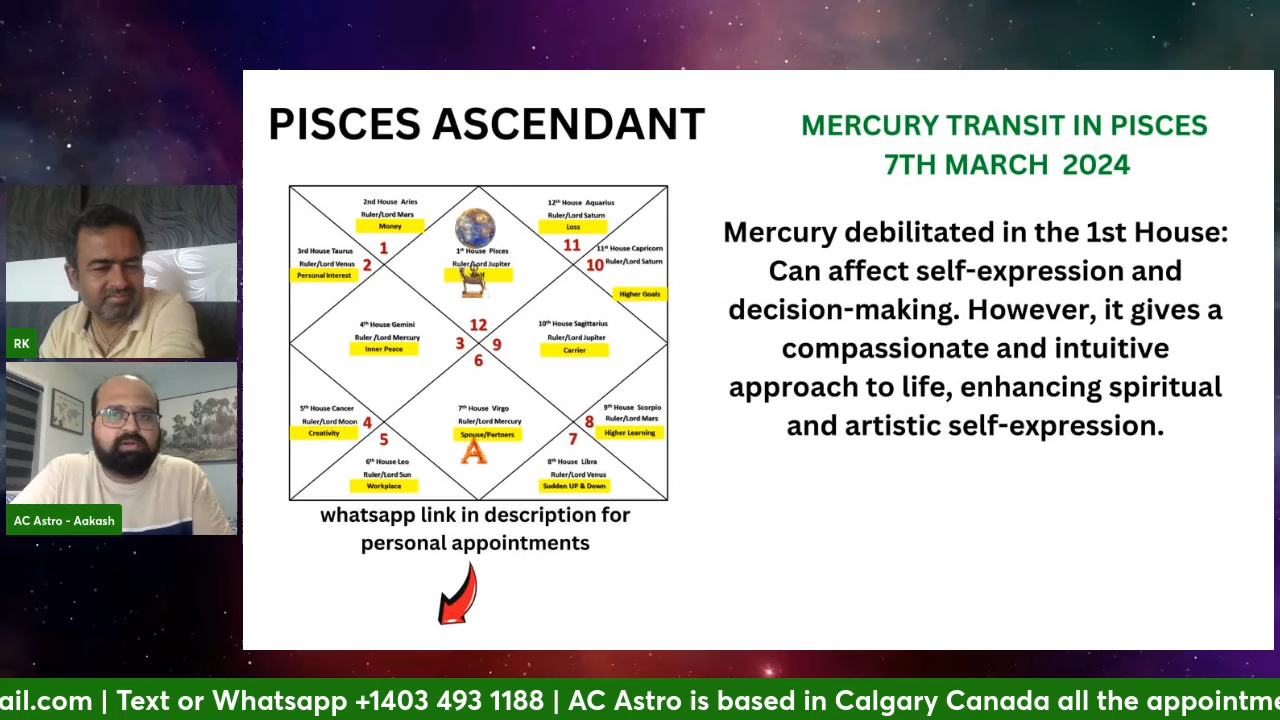 PISCES ASCENDANT
MERCURY TRANSIT IN PISCES
7TH MARCH 2024
Mercury debilitated in the 1st House:
Can affect self-expression and
decision-making. However, it gives a
compassionate and intuitive
approach to life, enhancing spiritual
and artistic self-expression.
2nd House Aries
Ruler/Lord Mars
Money
12th House Aquarius
Ruler/Lord Saturn
Loss
1
11
3rd House Taurus
Ruler/Lord Venus
Personal Interest
2
1st House Pisces
Ruler/Lord Jupiter
10
11th House Capricorn
Ruler/Lord Saturn
Higher Goals
4th House Gemini
Ruler /Lord Mercury
Inner Peace
12
3
9
6
10th House Sagittarius
Ruler/Lord Jupiter
Carrier
5th House Cancer
Ruler/Lord Moon
Creativity
4
5
7th House Virgo
Ruler/Lord Mercury
Spouse/Partners
A
8
7
9th House Scorpio
Ruler/Lord Mars
Higher Learning
6th House Leo
Ruler/Lord Sun
Workplace
8th House Libra
Ruler/Lord Venus
Sudden UP & Down
whatsapp link in description for
personal appointments
RK
AC Astro - Aakash
ail.com | Text or Whatsapp +1403 493 1188 | AC Astro is based in Calgary Canada all the appointme